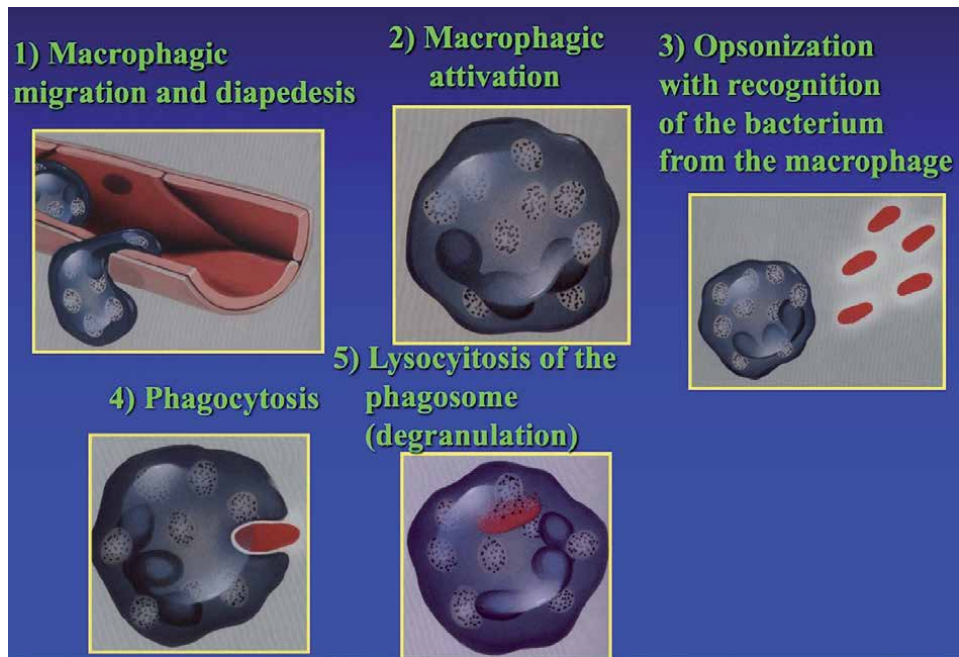 1) Macrophagic
migration and diapedesis
2) Macrophagic
attivation
3) Opsonization
with recognition
of the bacterium
from the macrophage
4) Phagocytosis
5) Lysocyitosis of the
phagosome
(degranulation)